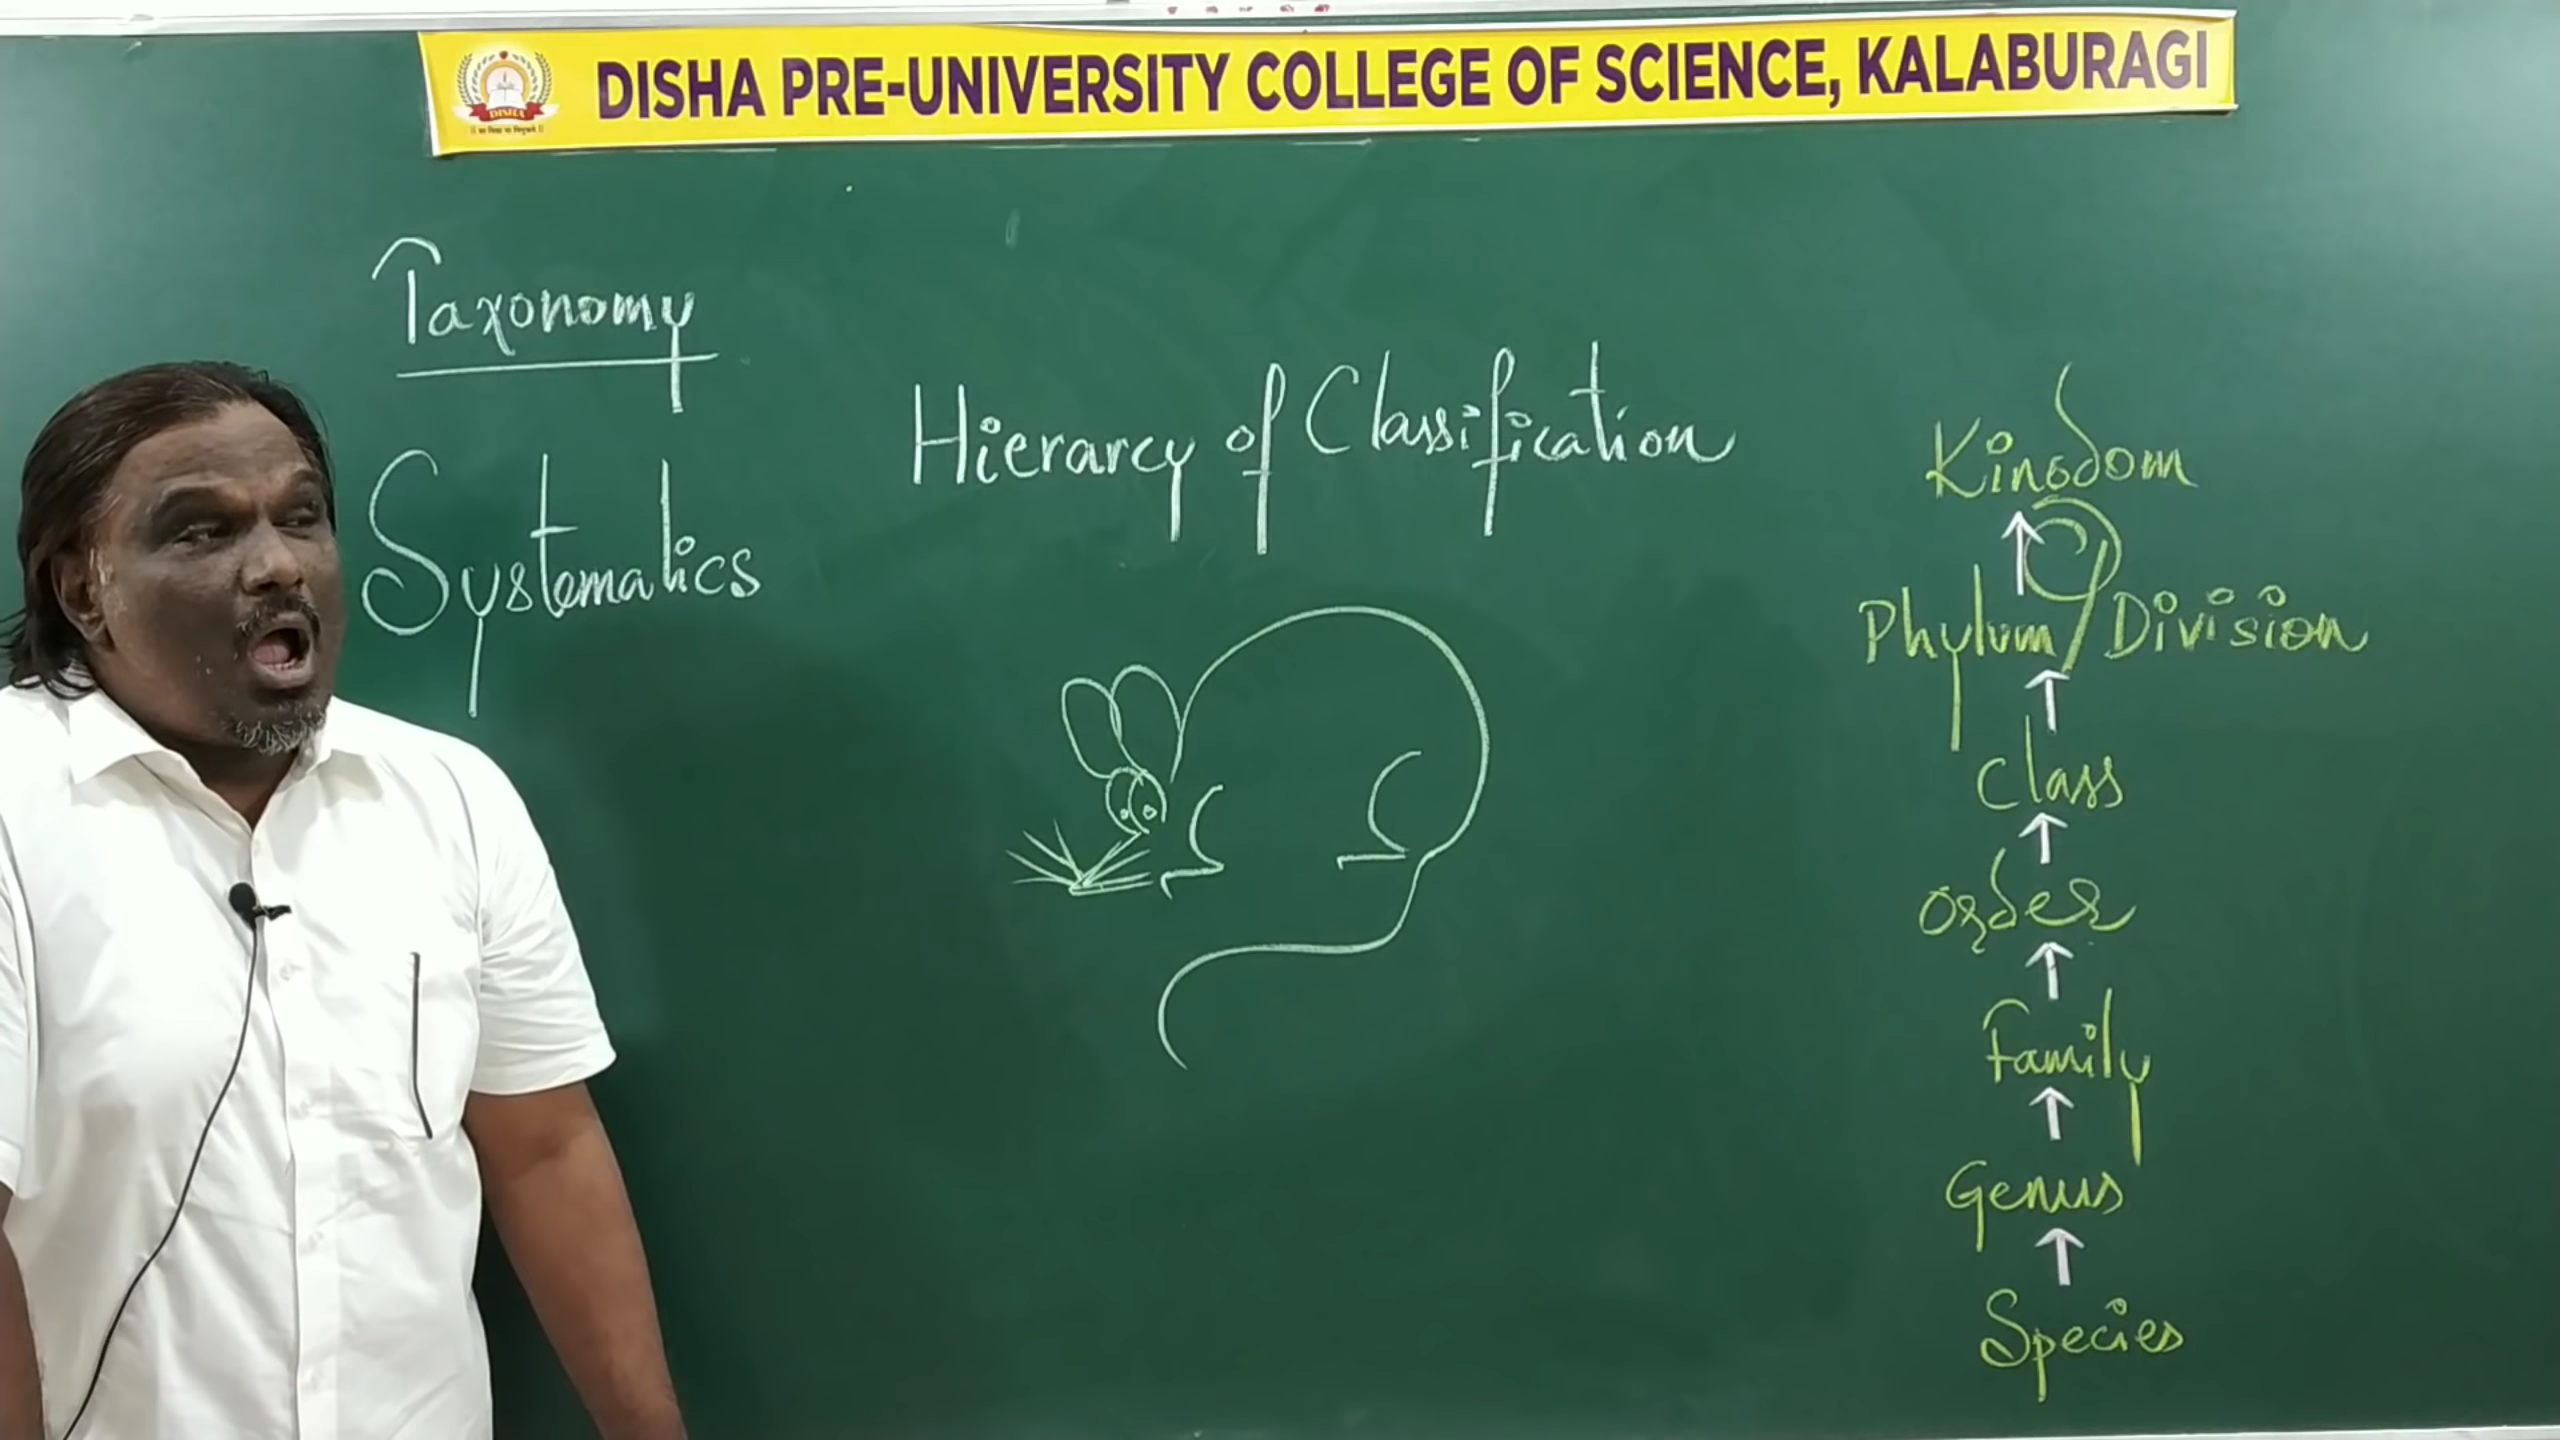 DISHA PRE-UNIVERSITY COLLEGE OF SCIENCE, KALABURAGI
DISHA
Taxonomy
Systematics
Hierarcy of Classification
Kingdom
Phylum/Division
Class
Order
Family
Genus
Species